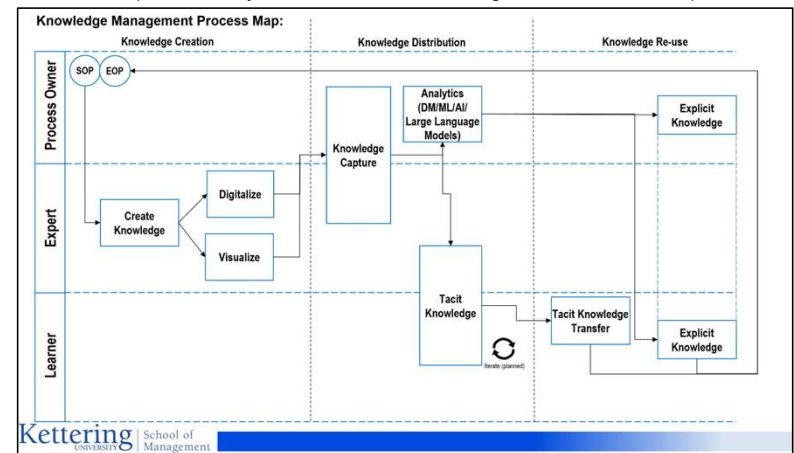 Knowledge Management Process Map:
Knowledge Creation
Knowledge Distribution
Knowledge Re-use
Process Owner
SOP
EOP
Knowledge
Capture
Analytics
(DM/ML/AI/
Large Language
Models)
Explicit
Knowledge
Expert
Create
Knowledge
Digitalize
Visualize
Tacit
Knowledge
Learner
Iterate (planned)
Tacit Knowledge
Transfer
Explicit
Knowledge
Kettering
UNIVERSITY
School of
Management